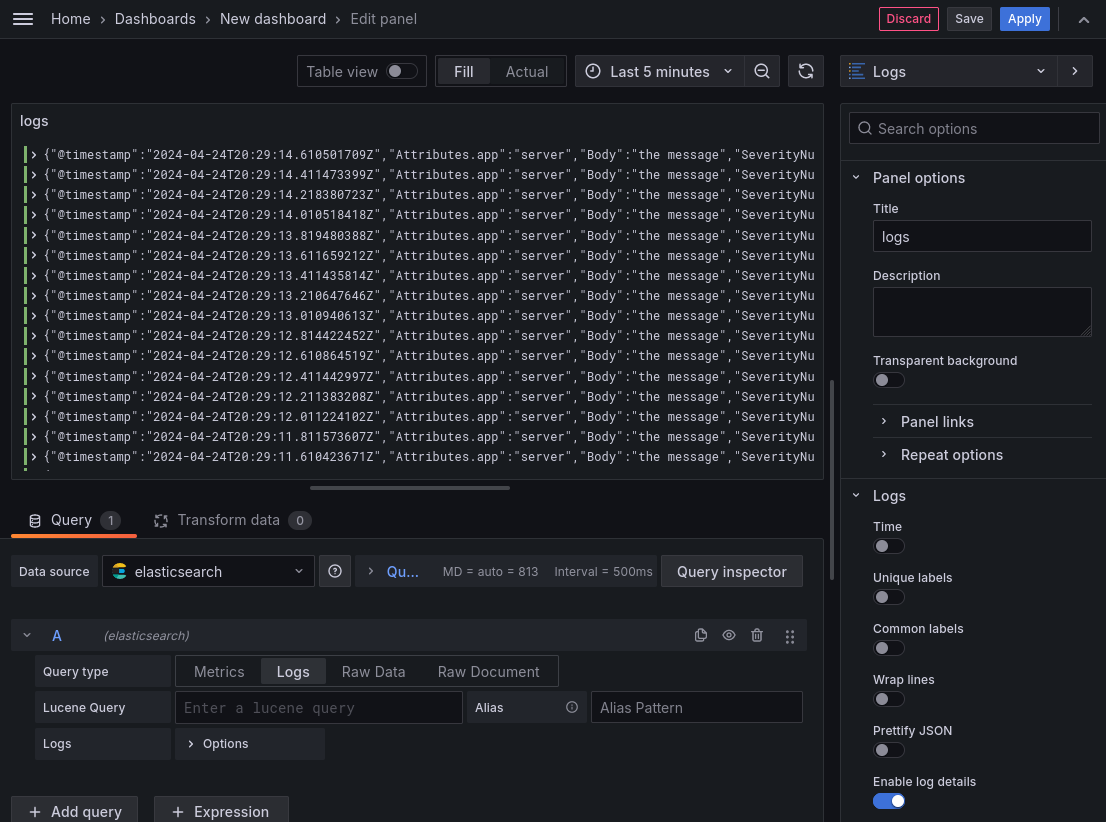 Home › Dashboards › New dashboard › Edit panel
Discard Save Apply
Table view Fill Actual Last 5 minutes
Logs
logs
{"@timestamp":"2024-04-24T20:29:14.610501709Z","Attributes.app":"server","Body":"the message","SeverityNu
{"@timestamp":"2024-04-24T20:29:14.411473399Z","Attributes.app":"server","Body":"the message","SeverityNu
{"@timestamp":"2024-04-24T20:29:14.218380723Z","Attributes.app":"server","Body":"the message","SeverityNu
{"@timestamp":"2024-04-24T20:29:14.010518418Z","Attributes.app":"server","Body":"the message","SeverityNu
{"@timestamp":"2024-04-24T20:29:13.819480388Z","Attributes.app":"server","Body":"the message","SeverityNu
{"@timestamp":"2024-04-24T20:29:13.611659212Z","Attributes.app":"server","Body":"the message","SeverityNu
{"@timestamp":"2024-04-24T20:29:13.411435814Z","Attributes.app":"server","Body":"the message","SeverityNu
{"@timestamp":"2024-04-24T20:29:13.210647646Z","Attributes.app":"server","Body":"the message","SeverityNu
{"@timestamp":"2024-04-24T20:29:13.010940613Z","Attributes.app":"server","Body":"the message","SeverityNu
{"@timestamp":"2024-04-24T20:29:12.814422452Z","Attributes.app":"server","Body":"the message","SeverityNu
{"@timestamp":"2024-04-24T20:29:12.610864519Z","Attributes.app":"server","Body":"the message","SeverityNu
{"@timestamp":"2024-04-24T20:29:12.411442997Z","Attributes.app":"server","Body":"the message","SeverityNu
{"@timestamp":"2024-04-24T20:29:12.211383208Z","Attributes.app":"server","Body":"the message","SeverityNu
{"@timestamp":"2024-04-24T20:29:12.011224102Z","Attributes.app":"server","Body":"the message","SeverityNu
{"@timestamp":"2024-04-24T20:29:11.811573607Z","Attributes.app":"server","Body":"the message","SeverityNu
{"@timestamp":"2024-04-24T20:29:11.610423671Z","Attributes.app":"server","Body":"the message","SeverityNu
Query 1 Transform data 0
Data source elasticsearch Qu... MD = auto = 813 Interval = 500ms Query inspector
A (elasticsearch)
Query type Metrics Logs Raw Data Raw Document
Lucene Query Enter a lucene query Alias Alias Pattern
Logs Options
+ Add query + Expression
Search options
Panel options
Title
logs
Description
Transparent background
Panel links
Repeat options
Logs
Time
Unique labels
Common labels
Wrap lines
Prettify JSON
Enable log details